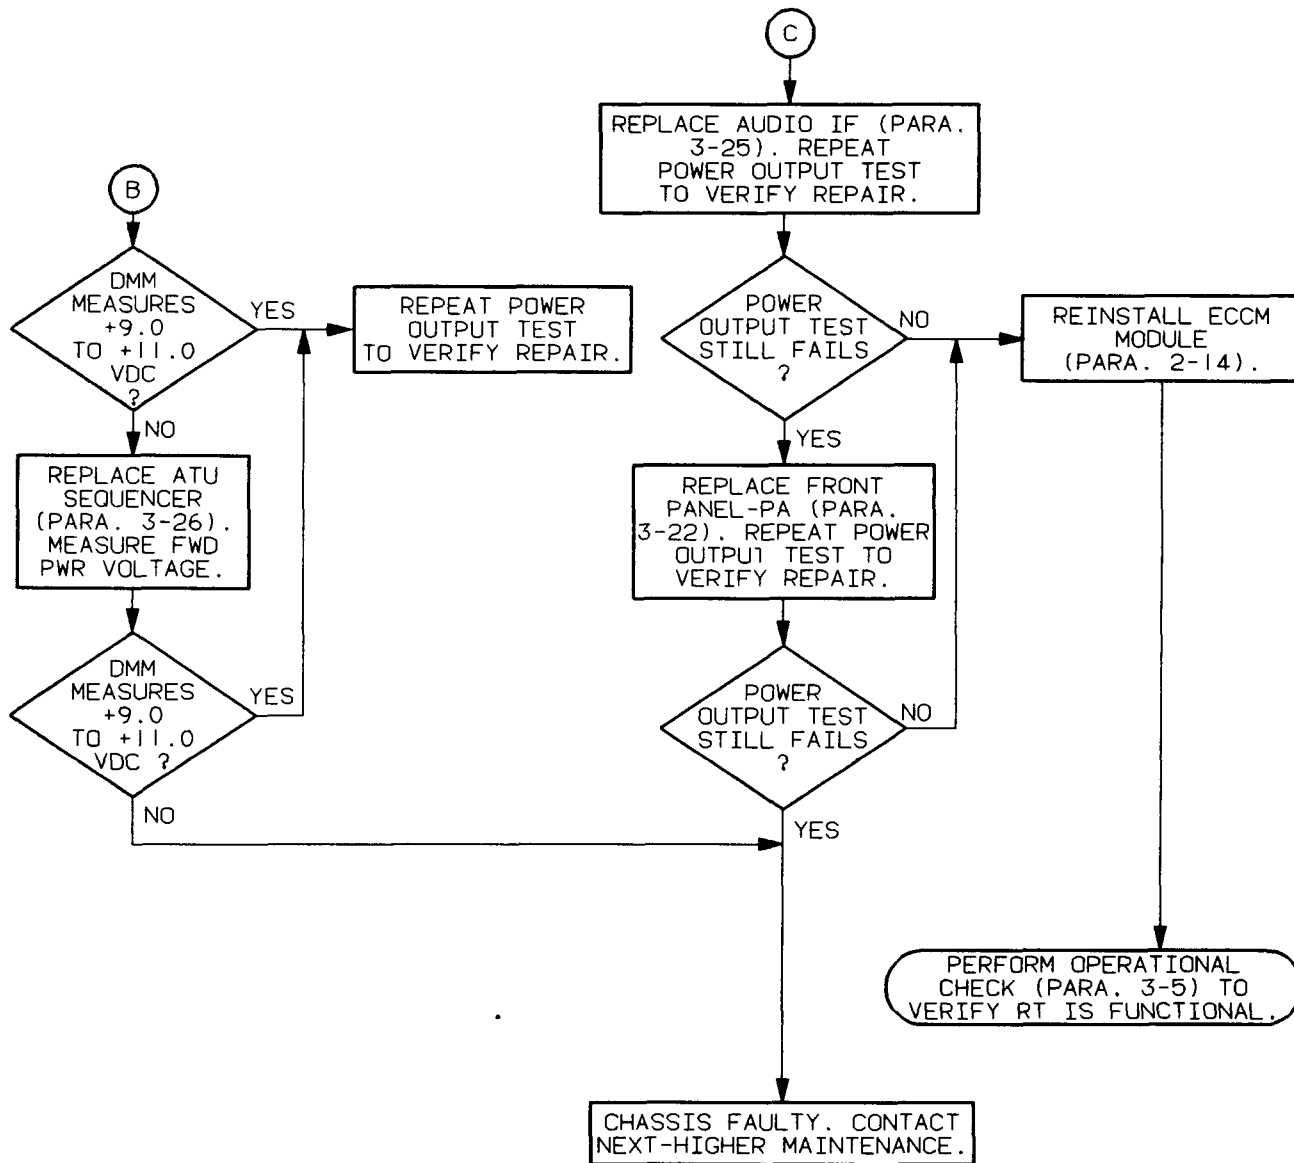 B
DMM
MEASURES
+9.0
TO +11.0
VDC
?
YES
REPEAT POWER
OUTPUT TEST
TO VERIFY REPAIR.
NO
REPLACE ATU
SEQUENCER
(PARA. 3-26).
MEASURE FWD
PWR VOLTAGE.
DMM
MEASURES
+9.0
TO +11.0
VDC ?
YES
NO
C
REPLACE AUDIO IF (PARA.
3-25). REPEAT
POWER OUTPUT TEST
TO VERIFY REPAIR.
POWER
OUTPUT TEST
STILL FAILS
?
NO
REINSTALL ECCM
MODULE
(PARA. 2-14).
YES
REPLACE FRONT
PANEL-PA (PARA.
3-22). REPEAT POWER
OUTPUT TEST TO
VERIFY REPAIR.
POWER
OUTPUT TEST
STILL FAILS
?
NO
YES
PERFORM OPERATIONAL
CHECK (PARA. 3-5) TO
VERIFY RT IS FUNCTIONAL.
CHASSIS FAULTY. CONTACT
NEXT-HIGHER MAINTENANCE.